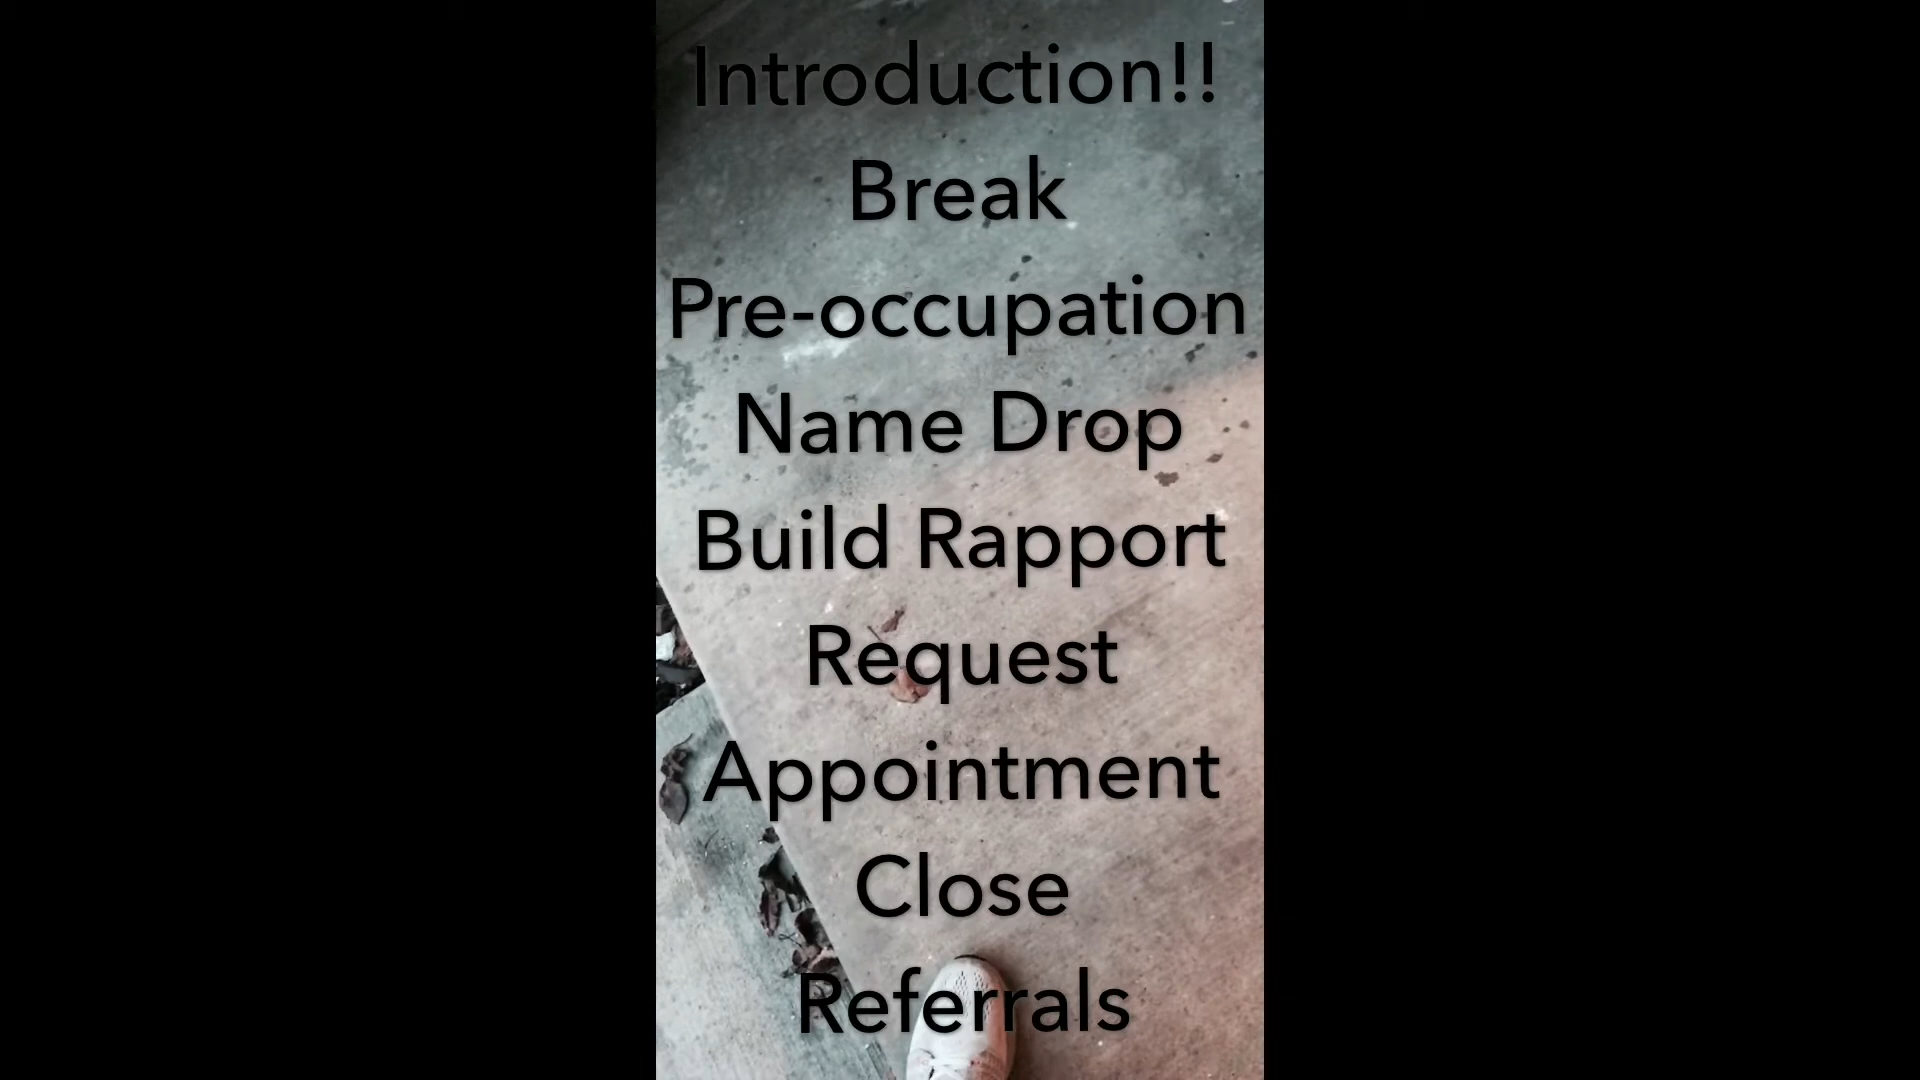 Introduction!!
Break
Pre-occupation
Name Drop
Build Rapport
Request
Appointment
Close
Referrals